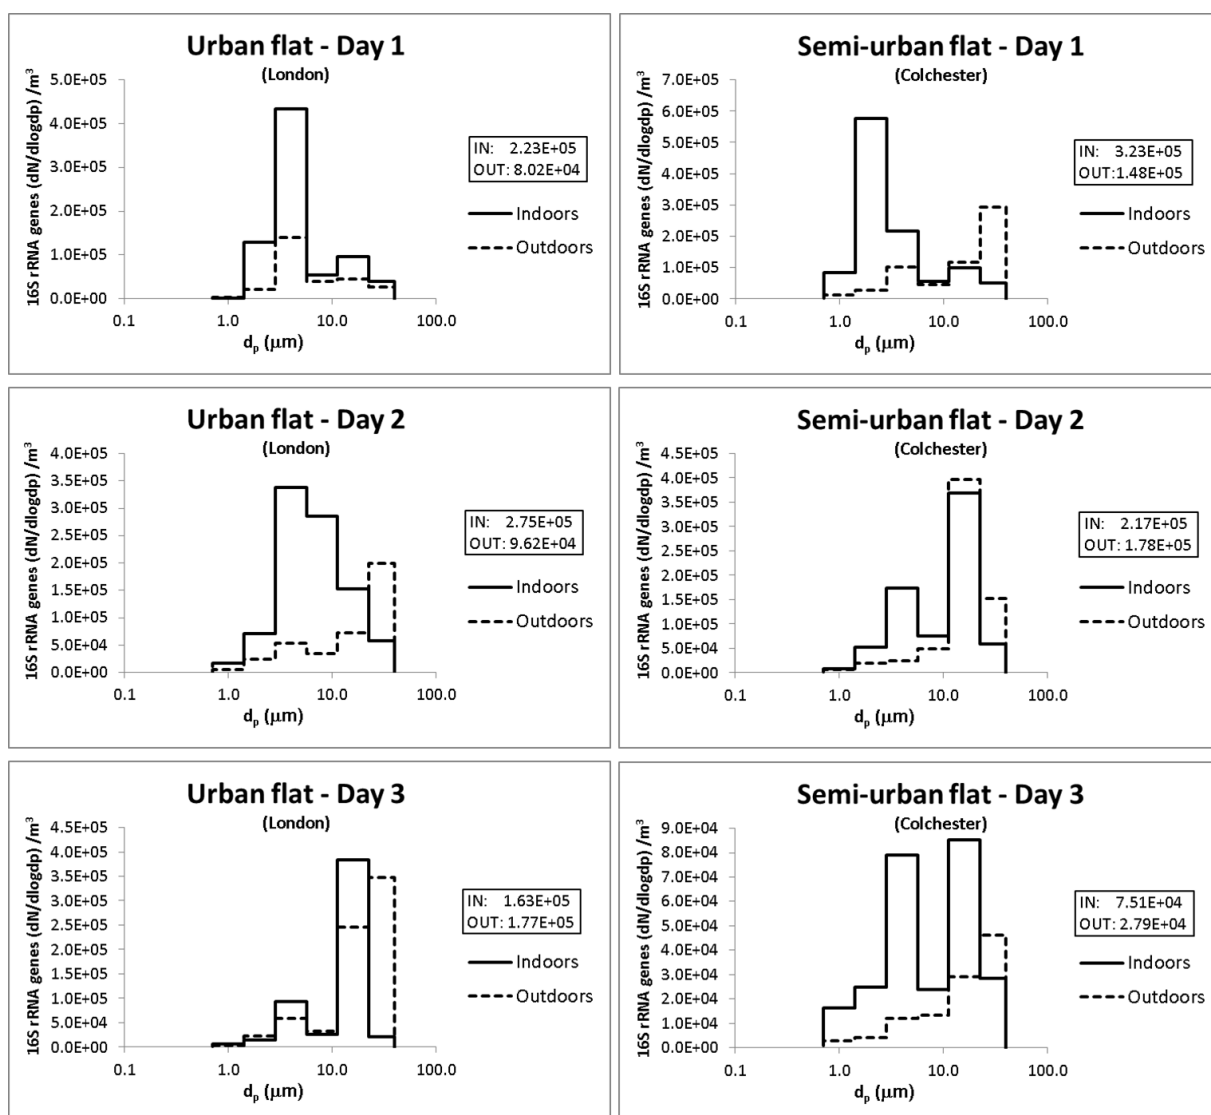 Urban flat - Day 1
(London)
16S rRNA genes (dN/dlogdp) /m³
5.0E+05
4.0E+05
3.0E+05
2.0E+05
1.0E+05
0.0E+00
0.1
1.0
10.0
100.0
dₚ (μm)
IN: 2.23E+05
OUT: 8.02E+04
Indoors
Outdoors
Semi-urban flat - Day 1
(Colchester)
16S rRNA genes (dN/dlogdp) /m³
7.0E+05
6.0E+05
5.0E+05
4.0E+05
3.0E+05
2.0E+05
1.0E+05
0.0E+00
0.1
1.0
10.0
100.0
dₚ (μm)
IN: 3.23E+05
OUT:1.48E+05
Indoors
Outdoors
Urban flat - Day 2
(London)
16S rRNA genes (dN/dlogdp) /m³
4.0E+05
3.5E+05
3.0E+05
2.5E+05
2.0E+05
1.5E+05
1.0E+05
5.0E+04
0.0E+00
0.1
1.0
10.0
100.0
dₚ (μm)
IN: 2.75E+05
OUT: 9.62E+04
Indoors
Outdoors
Semi-urban flat - Day 2
(Colchester)
16S rRNA genes (dN/dlogdp) /m³
4.5E+05
4.0E+05
3.5E+05
3.0E+05
2.5E+05
2.0E+05
1.5E+05
1.0E+05
5.0E+04
0.0E+00
0.1
1.0
10.0
100.0
dₚ (μm)
IN: 2.17E+05
OUT: 1.78E+05
Indoors
Outdoors
Urban flat - Day 3
(London)
16S rRNA genes (dN/dlogdp) /m³
4.5E+05
4.0E+05
3.5E+05
3.0E+05
2.5E+05
2.0E+05
1.5E+05
1.0E+05
5.0E+04
0.0E+00
0.1
1.0
10.0
100.0
dₚ (μm)
IN: 1.63E+05
OUT: 1.77E+05
Indoors
Outdoors
Semi-urban flat - Day 3
(Colchester)
16S rRNA genes (dN/dlogdp) /m³
9.0E+04
8.0E+04
7.0E+04
6.0E+04
5.0E+04
4.0E+04
3.0E+04
2.0E+04
1.0E+04
0.0E+00
0.1
1.0
10.0
100.0
dₚ (μm)
IN: 7.51E+04
OUT: 2.79E+04
Indoors
Outdoors